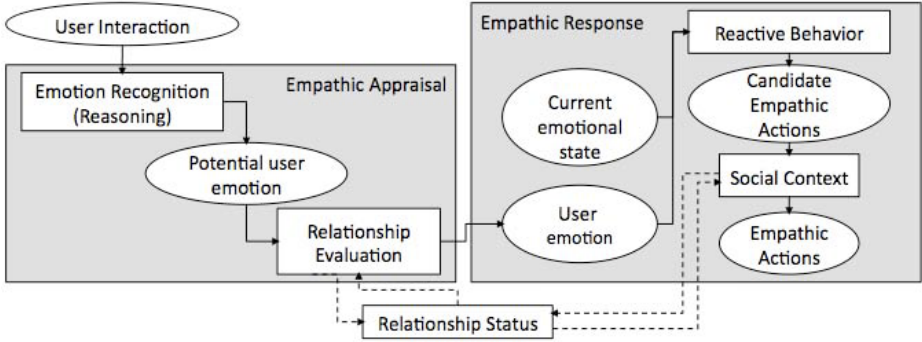 User Interaction
Empathic Appraisal
Emotion Recognition
(Reasoning)
Potential user
emotion
Relationship
Evaluation
Empathic Response
Reactive Behavior
Current
emotional
state
Candidate
Empathic
Actions
Social Context
User
emotion
Empathic
Actions
Relationship Status